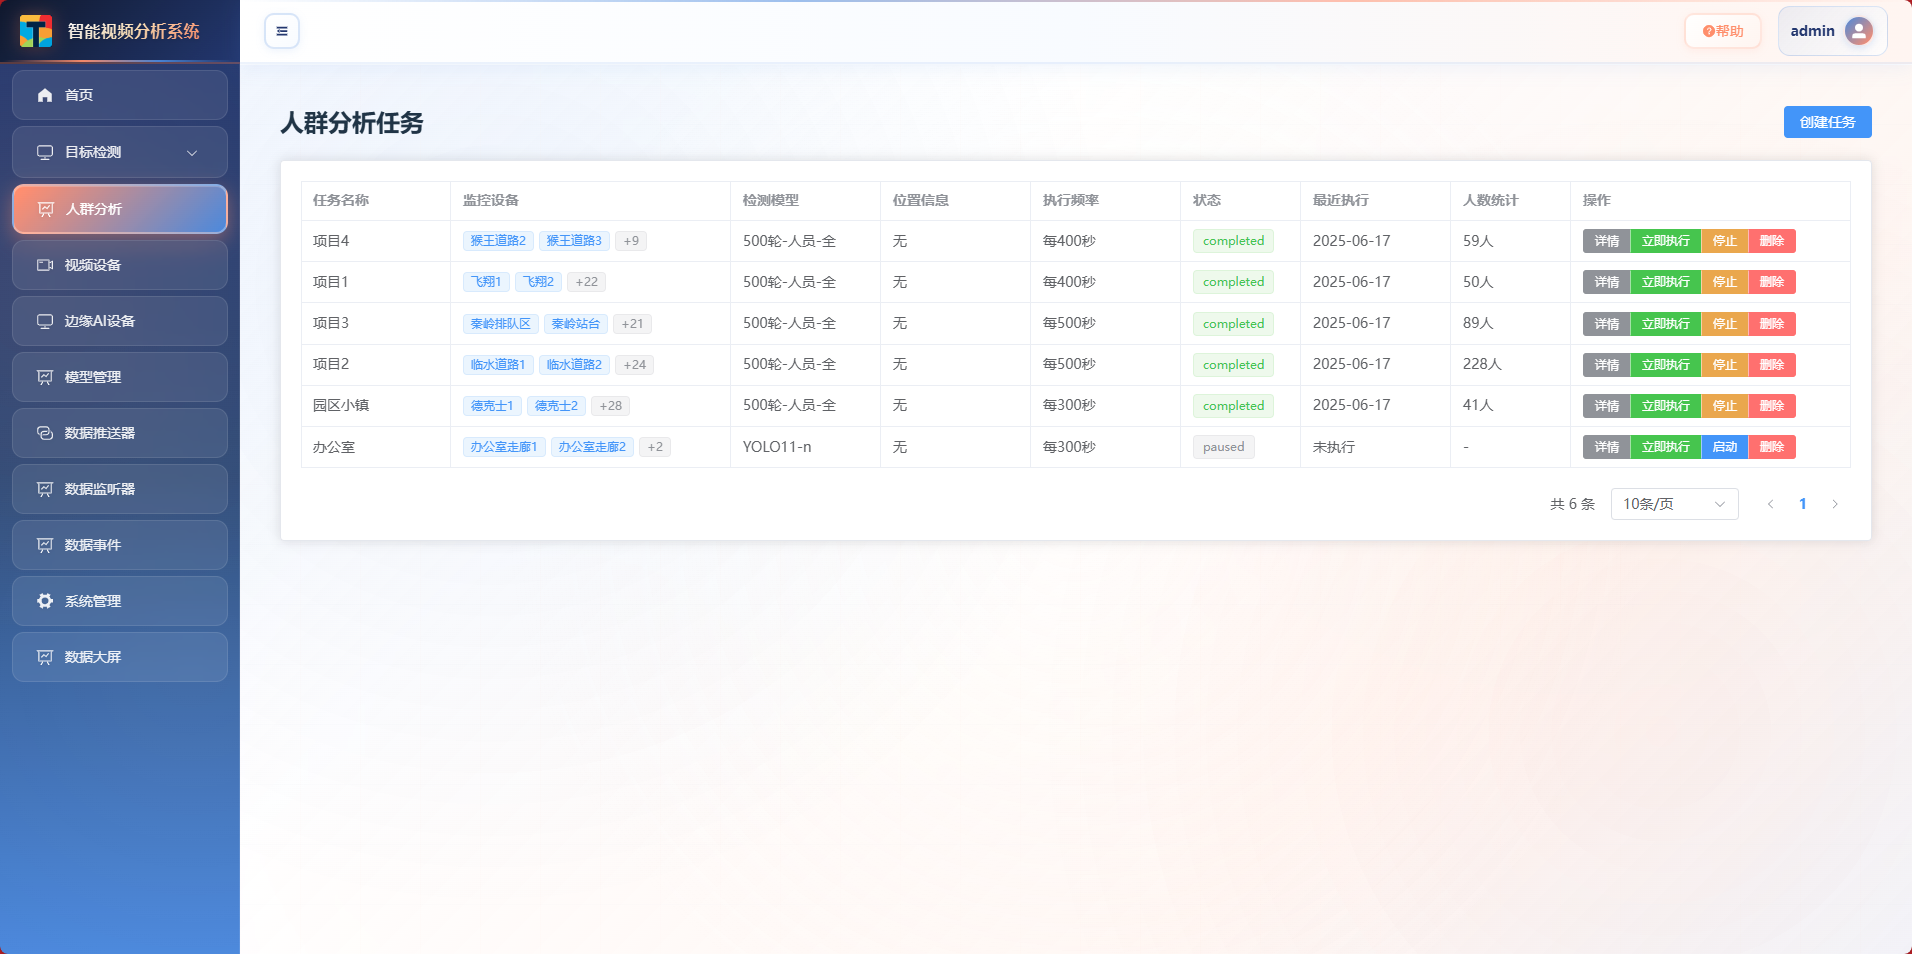 智能视频分析系统
帮助
admin
首页
目标检测
人群分析
视频设备
边缘AI设备
模型管理
数据推送器
数据监听器
数据事件
系统管理
数据大屏
人群分析任务
创建任务
任务名称 监控设备 检测模型 位置信息 执行频率 状态 最近执行 人数统计 操作
项目4 猴王道路2 猴王道路3 +9 500轮-人员-全 无 每400秒 completed 2025-06-17 59人 详情 立即执行 停止 删除
项目1 飞翔1 飞翔2 +22 500轮-人员-全 无 每400秒 completed 2025-06-17 50人 详情 立即执行 停止 删除
项目3 秦岭排队区 秦岭站台 +21 500轮-人员-全 无 每500秒 completed 2025-06-17 89人 详情 立即执行 停止 删除
项目2 临水道路1 临水道路2 +24 500轮-人员-全 无 每500秒 completed 2025-06-17 228人 详情 立即执行 停止 删除
园区小镇 德克士1 德克士2 +28 500轮-人员-全 无 每300秒 completed 2025-06-17 41人 详情 立即执行 停止 删除
办公室 办公室走廊1 办公室走廊2 +2 YOLO11-n 无 每300秒 paused 未执行 - 详情 立即执行 启动 删除
共 6 条 10条/页 1